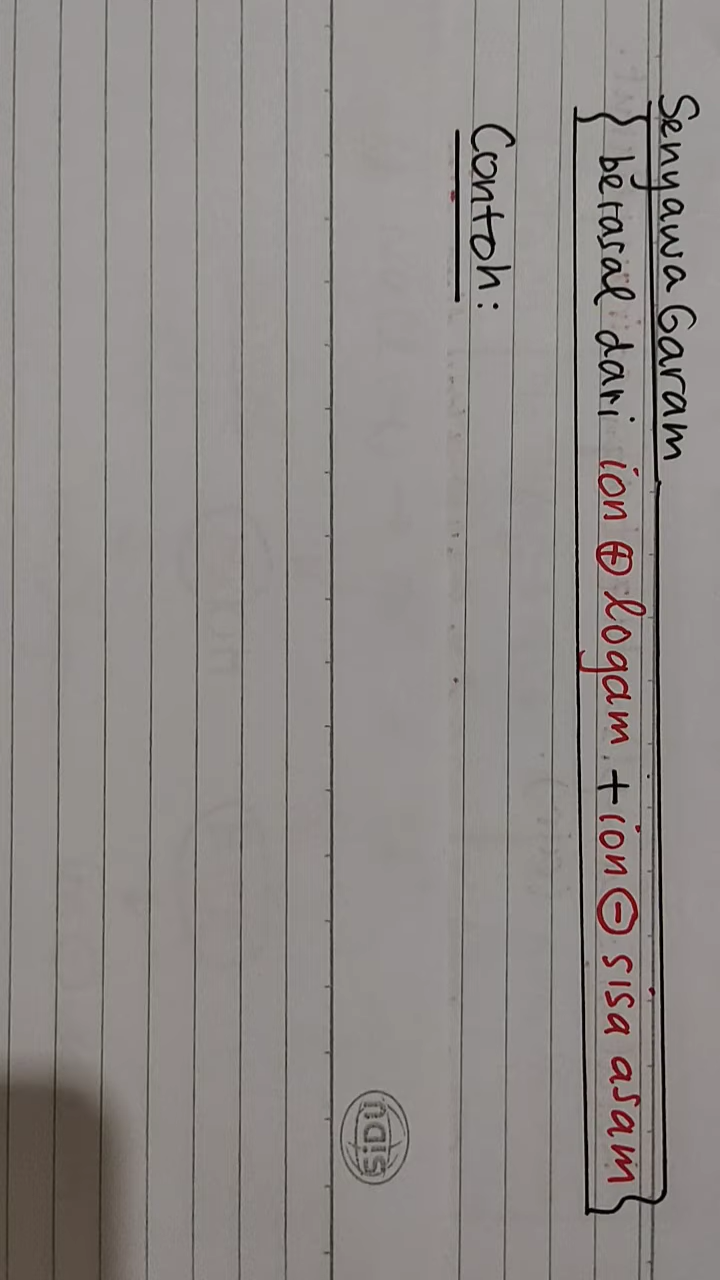 Senyawa Garam
{ berasal dari ion ⊕ logam + ion ⊖ sisa asam }
Contoh:
SiDU